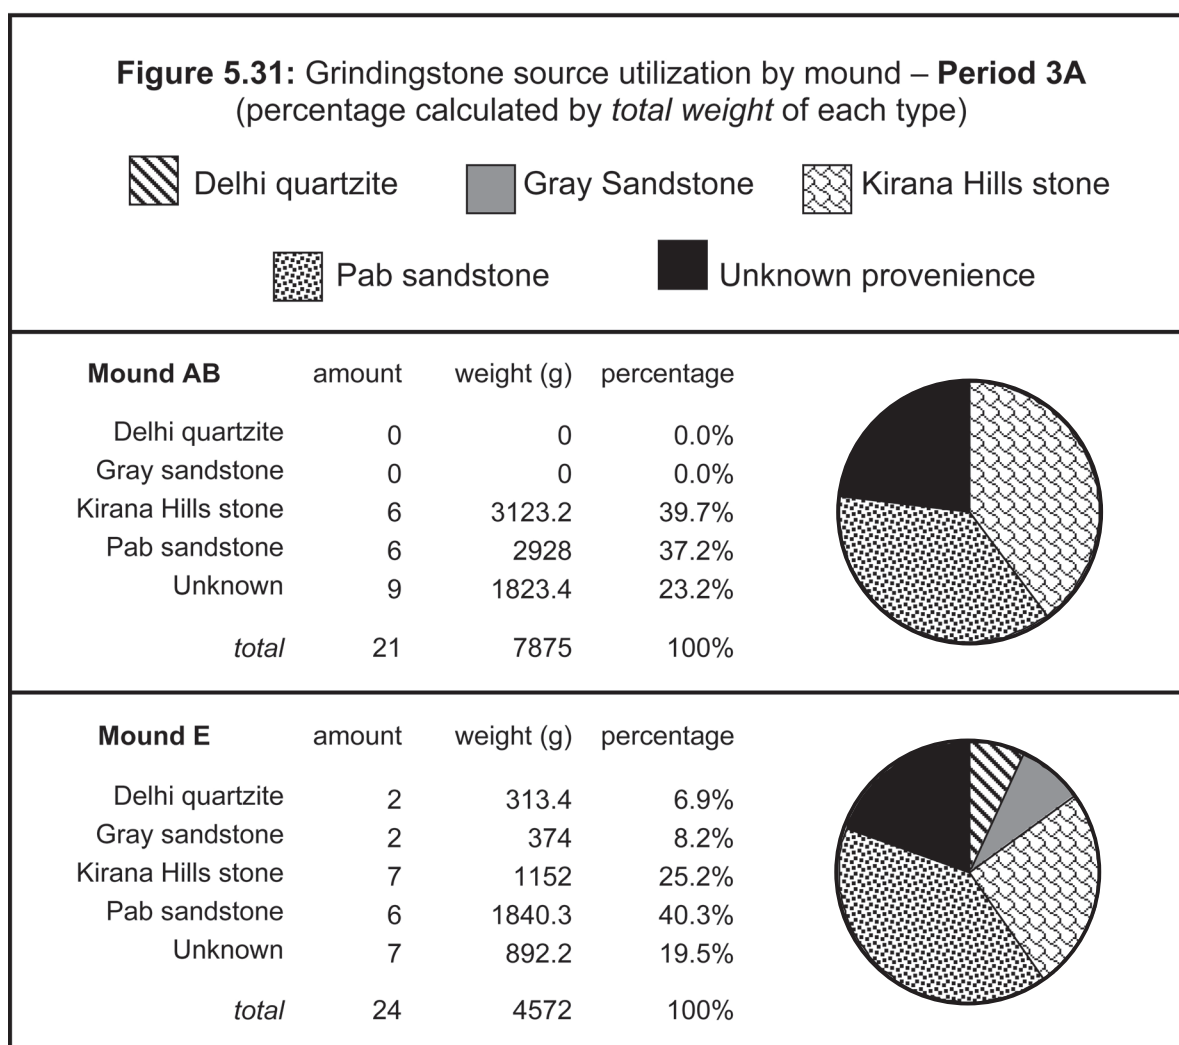 Figure 5.31: Grindingstone source utilization by mound – Period 3A
(percentage calculated by total weight of each type)
Delhi quartzite Gray Sandstone Kirana Hills stone
Pab sandstone Unknown provenience
Mound AB amount weight (g) percentage
Delhi quartzite 0 0 0.0%
Gray sandstone 0 0 0.0%
Kirana Hills stone 6 3123.2 39.7%
Pab sandstone 6 2928 37.2%
Unknown 9 1823.4 23.2%
total 21 7875 100%
Mound E amount weight (g) percentage
Delhi quartzite 2 313.4 6.9%
Gray sandstone 2 374 8.2%
Kirana Hills stone 7 1152 25.2%
Pab sandstone 6 1840.3 40.3%
Unknown 7 892.2 19.5%
total 24 4572 100%